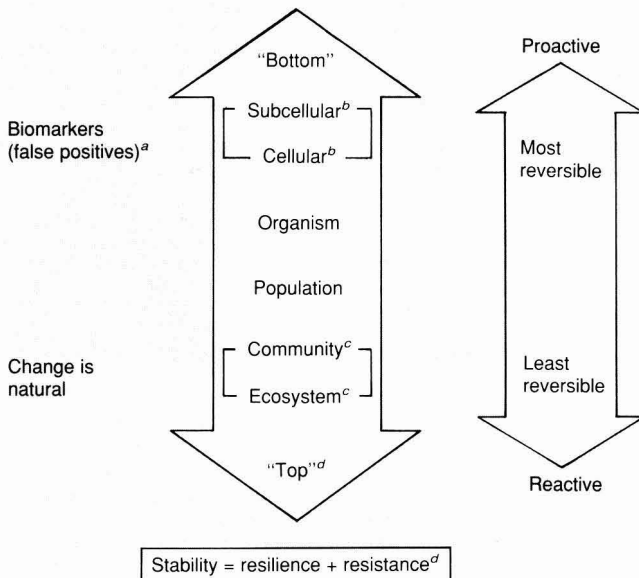 Proactive
"Bottom"
Subcellular^b
Biomarkers
(false positives)^a
Cellular^b
Most
reversible
Organism
Population
Community^c
Change is
natural
Ecosystem^c
Least
reversible
"Top"^d
Reactive
Stability = resilience + resistance^d